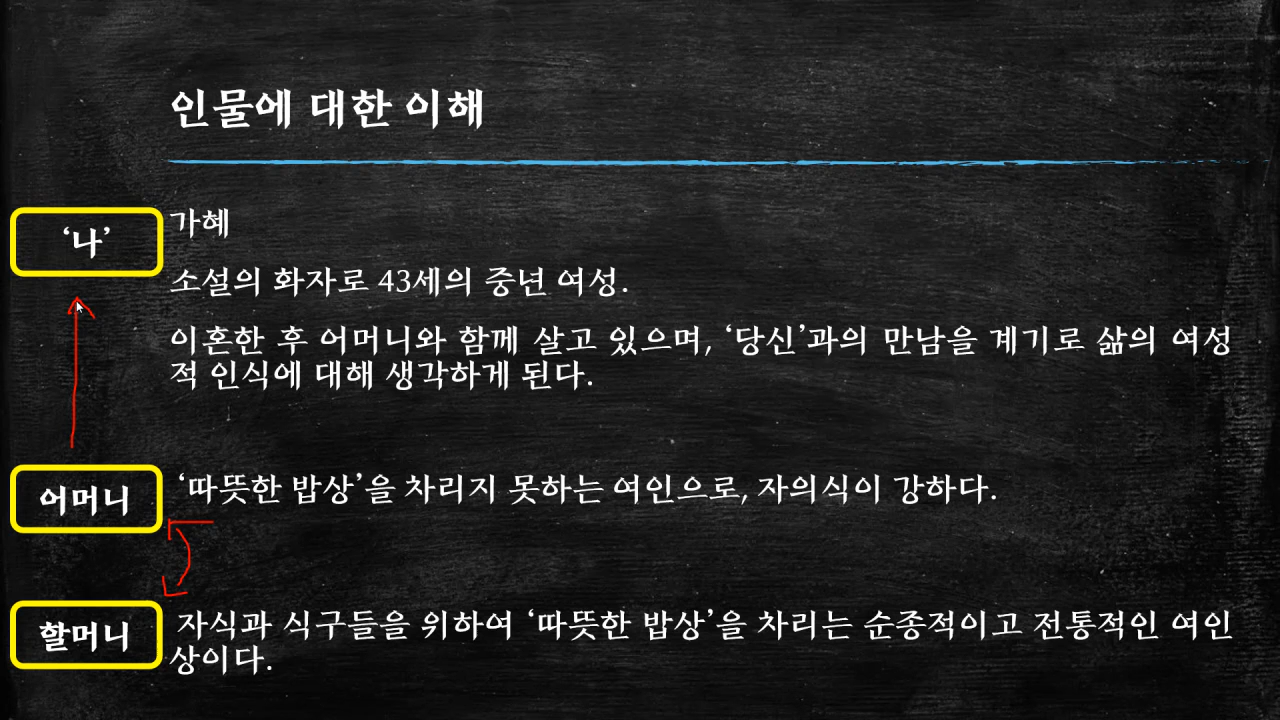 인물에 대한 이해
‘나’
가혜
소설의 화자로 43세의 중년 여성.
이혼한 후 어머니와 함께 살고 있으며, ‘당신’과의 만남을 계기로 삶의 여성
적 인식에 대해 생각하게 된다.
어머니
‘따뜻한 밥상’을 차리지 못하는 여인으로, 자의식이 강하다.
할머니
자식과 식구들을 위하여 ‘따뜻한 밥상’을 차리는 순종적이고 전통적인 여인
상이다.